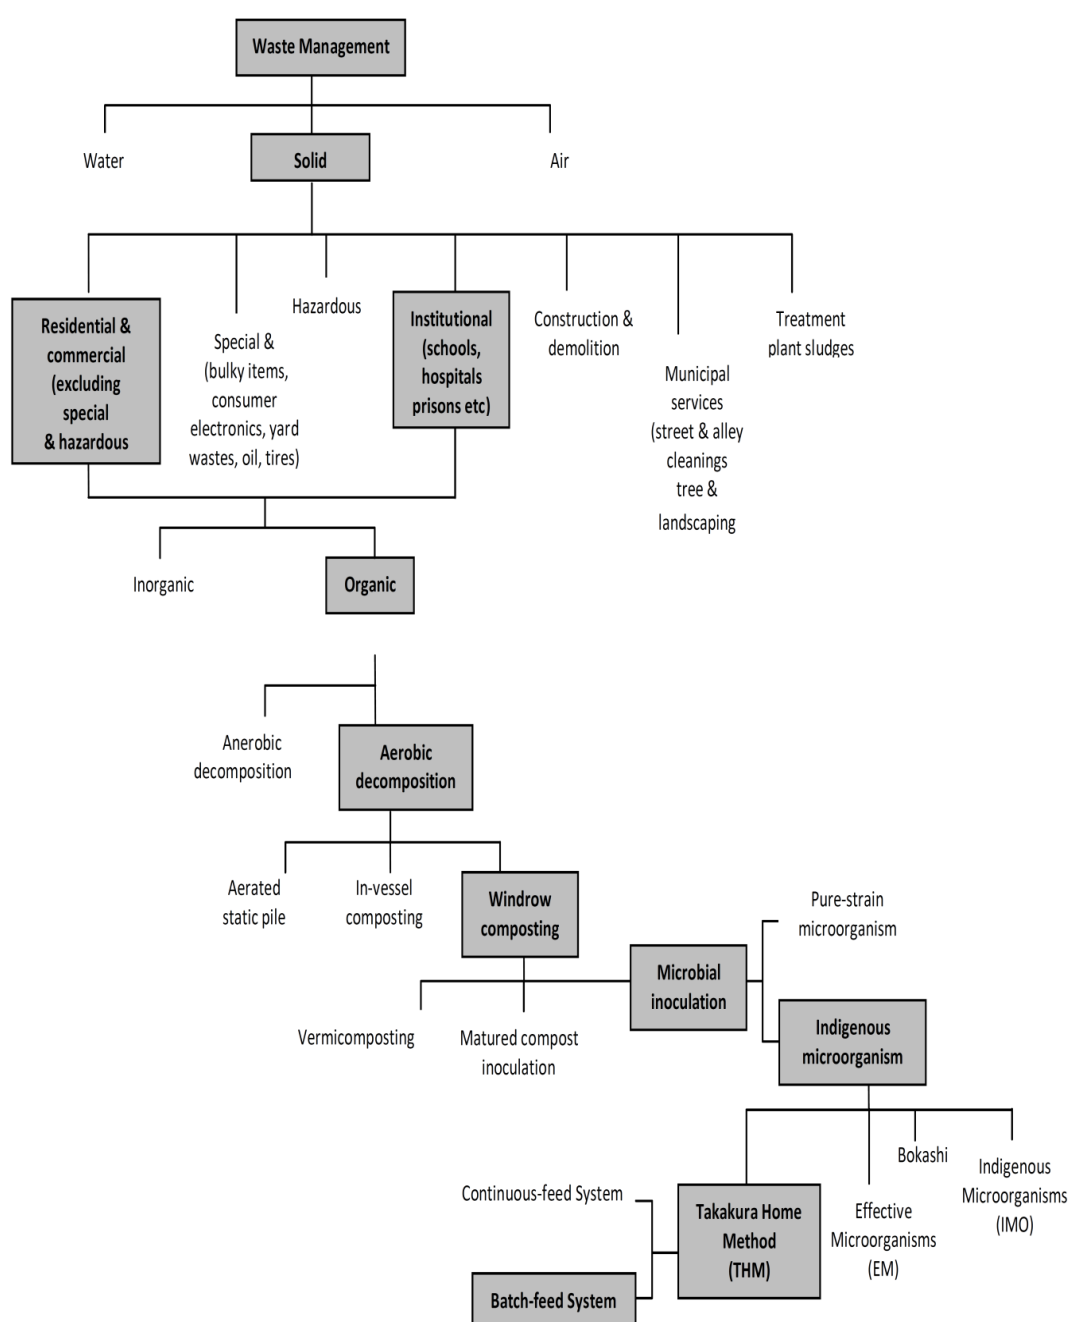 Waste Management
Water
Solid
Air
Residential &
commercial
(excluding
special
& hazardous
Special &
(bulky items,
consumer
electronics, yard
wastes, oil, tires)
Hazardous
Institutional
(schools,
hospitals
prisons etc)
Construction &
demolition
Municipal
services
(street & alley
cleanings
tree &
landscaping
Treatment
plant sludges
Inorganic
Organic
Anerobic
decomposition
Aerobic
decomposition
Aerated
static pile
In-vessel
composting
Windrow
composting
Pure-strain
microorganism
Microbial
inoculation
Vermicomposting
Matured compost
inoculation
Indigenous
microorganism
Continuous-feed System
Takakura Home
Method
(THM)
Effective
Microorganisms
(EM)
Bokashi
Indigenous
Microorganisms
(IMO)
Batch-feed System